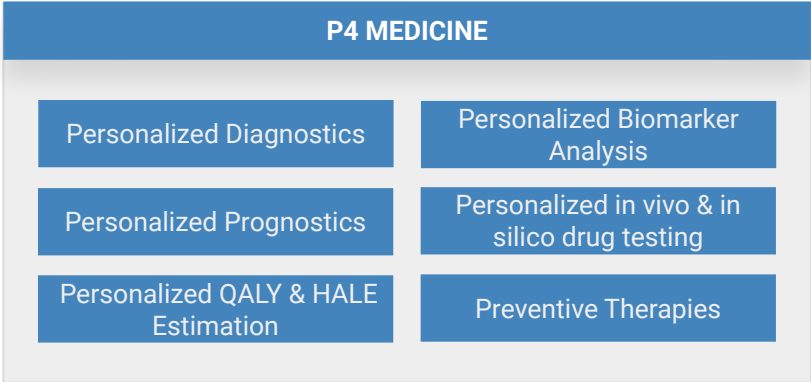 P4 MEDICINE
Personalized Diagnostics
Personalized Biomarker
Analysis
Personalized Prognostics
Personalized in vivo & in
silico drug testing
Personalized QALY & HALE
Estimation
Preventive Therapies